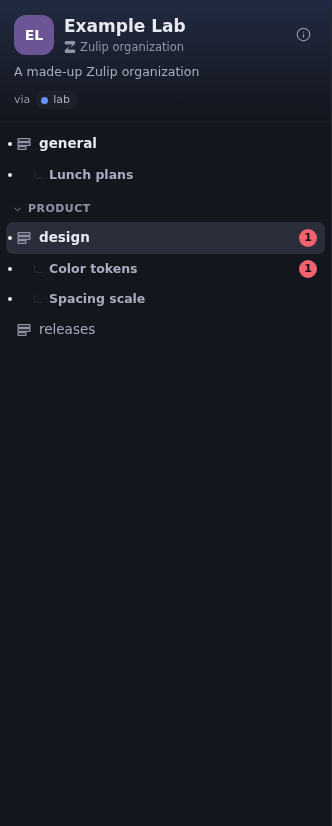 EL
Example Lab
Zulip organization
A made-up Zulip organization
via lab
general
Lunch plans
PRODUCT
design 1
Color tokens 1
Spacing scale
releases